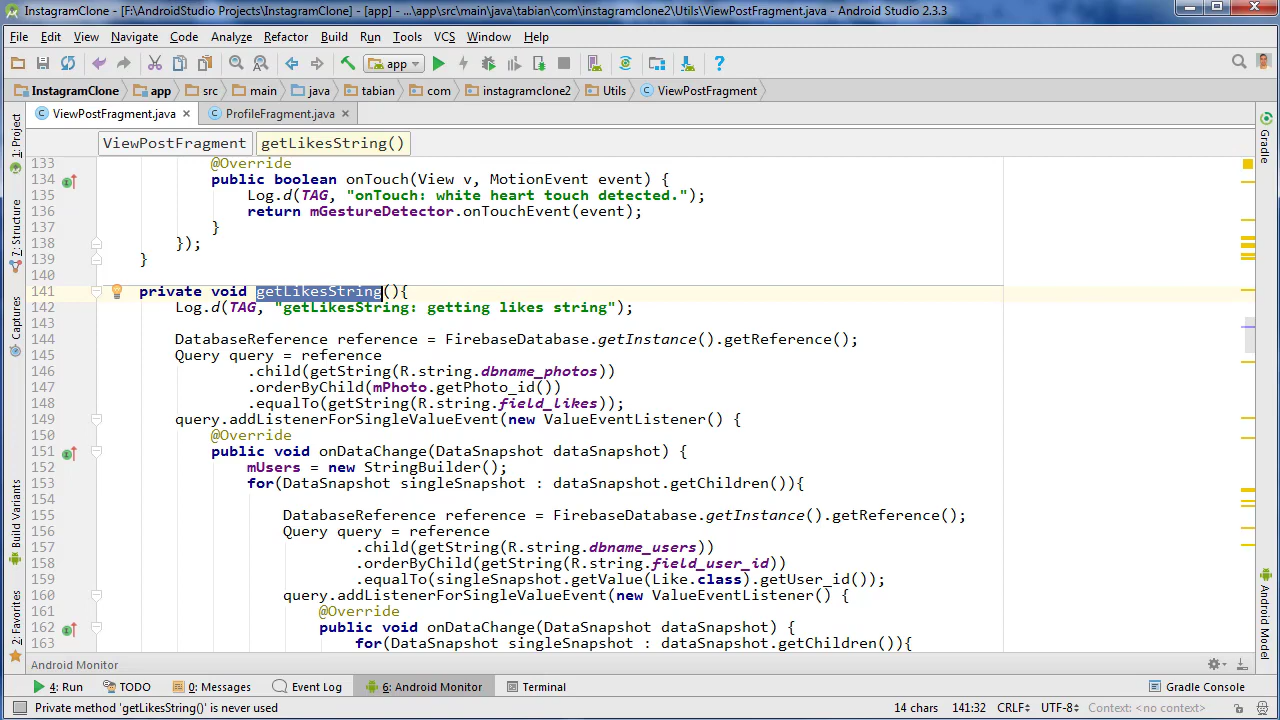 InstagramClone - [F:\AndroidStudio Projects\InstagramClone] - [app] - ...\app\src\main\java\tabian\com\instagramclone2\Utils\ViewPostFragment.java - Android Studio 2.3.3
File Edit View Navigate Code Analyze Refactor Build Run Tools VCS Window Help
app
InstagramClone app src main java tabian com instagramclone2 Utils ViewPostFragment
ViewPostFragment.java ProfileFragment.java
ViewPostFragment getLikesString()
133 @Override
134 public boolean onTouch(View v, MotionEvent event) {
135 Log.d(TAG, "onTouch: white heart touch detected.");
136 return mGestureDetector.onTouchEvent(event);
137 }
138 });
139 }
140
141 private void getLikesString(){
142 Log.d(TAG, "getLikesString: getting likes string");
143
144 DatabaseReference reference = FirebaseDatabase.getInstance().getReference();
145 Query query = reference
146 .child(getString(R.string.dbname_photos))
147 .orderByChild(mPhoto.getPhoto_id())
148 .equalTo(getString(R.string.field_likes));
149 query.addListenerForSingleValueEvent(new ValueEventListener() {
150 @Override
151 public void onDataChange(DataSnapshot dataSnapshot) {
152 mUsers = new StringBuilder();
153 for(DataSnapshot singleSnapshot : dataSnapshot.getChildren()){
154
155 DatabaseReference reference = FirebaseDatabase.getInstance().getReference();
156 Query query = reference
157 .child(getString(R.string.dbname_users))
158 .orderByChild(getString(R.string.field_user_id))
159 .equalTo(singleSnapshot.getValue(Like.class).getUser_id());
160 query.addListenerForSingleValueEvent(new ValueEventListener() {
161 @Override
162 public void onDataChange(DataSnapshot dataSnapshot) {
163 for(DataSnapshot singleSnapshot : dataSnapshot.getChildren()){
1: Project
7: Structure
Captures
Build Variants
2: Favorites
Gradle
Android Model
Android Monitor
4: Run TODO 0: Messages Event Log 6: Android Monitor Terminal Gradle Console
Private method 'getLikesString()' is never used 14 chars 141:32 CRLF÷ UTF-8÷ Context: <no context>